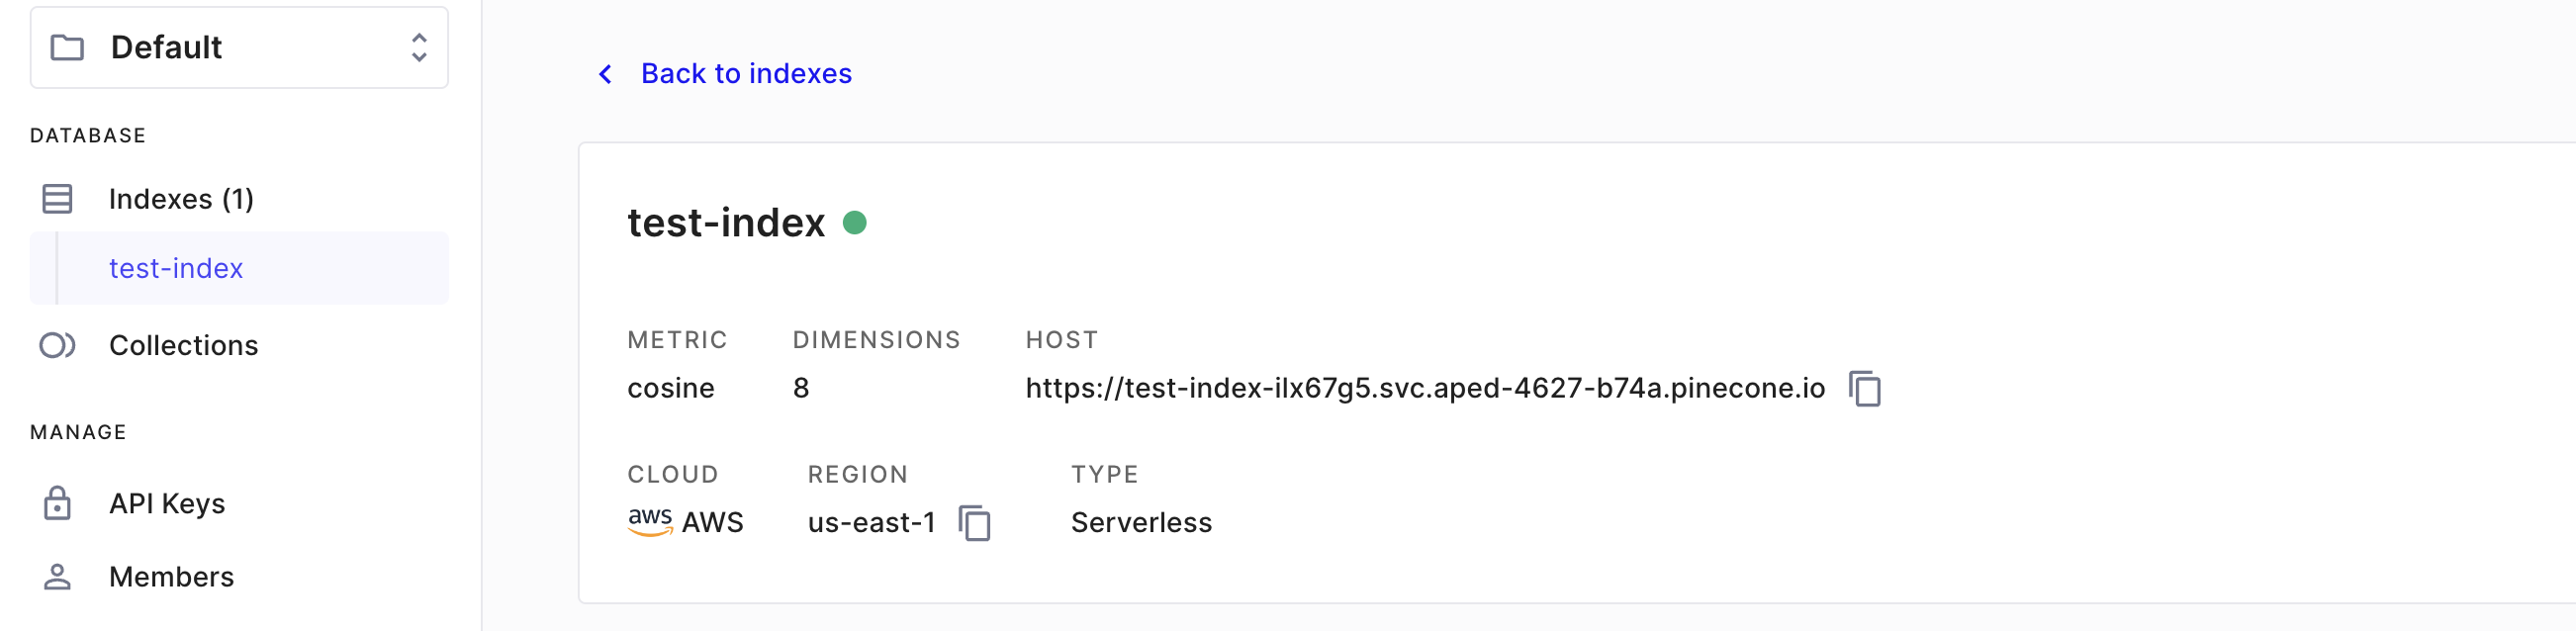 Default
DATABASE
Indexes (1)
test-index
Collections
MANAGE
API Keys
Members
Back to indexes
test-index
METRIC DIMENSIONS HOST
cosine 8 https://test-index-ilx67g5.svc.aped-4627-b74a.pinecone.io
CLOUD REGION TYPE
aws AWS us-east-1 Serverless